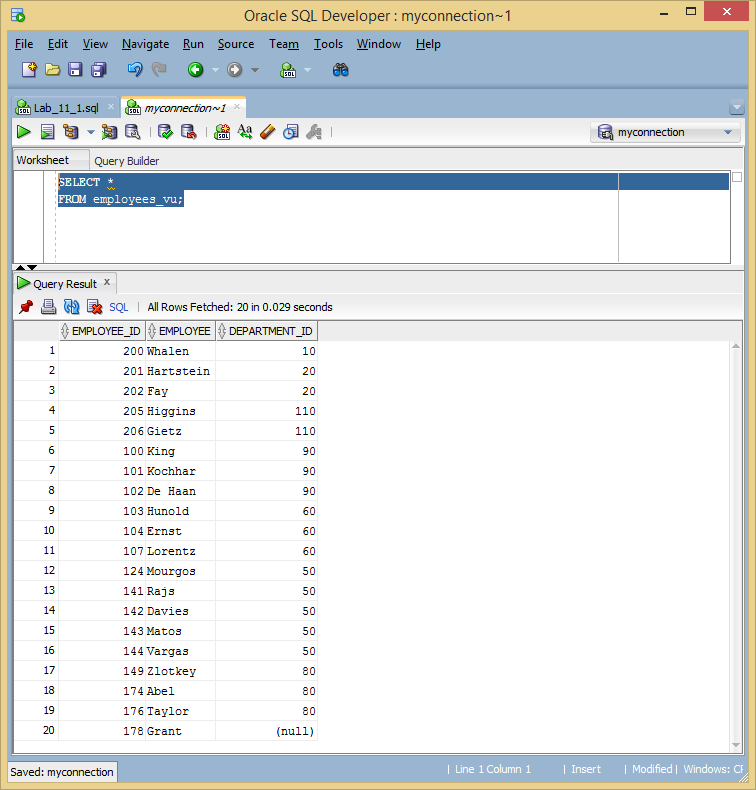 Oracle SQL Developer : myconnection~1
File Edit View Navigate Run Source Team Tools Window Help
SQL
SQL Lab_11_1.sql × SQL myconnection~1 ×
SQL Aa myconnection
Worksheet Query Builder
SELECT *
FROM employees_vu;
Query Result x
SQL | All Rows Fetched: 20 in 0.029 seconds
EMPLOYEE_ID EMPLOYEE DEPARTMENT_ID
1 200 Whalen 10
2 201 Hartstein 20
3 202 Fay 20
4 205 Higgins 110
5 206 Gietz 110
6 100 King 90
7 101 Kochhar 90
8 102 De Haan 90
9 103 Hunold 60
10 104 Ernst 60
11 107 Lorentz 60
12 124 Mourgos 50
13 141 Rajs 50
14 142 Davies 50
15 143 Matos 50
16 144 Vargas 50
17 149 Zlotkey 80
18 174 Abel 80
19 176 Taylor 80
20 178 Grant (null)
| Line 1 Column 1 | Insert | Modified | Windows: CF
Saved: myconnection